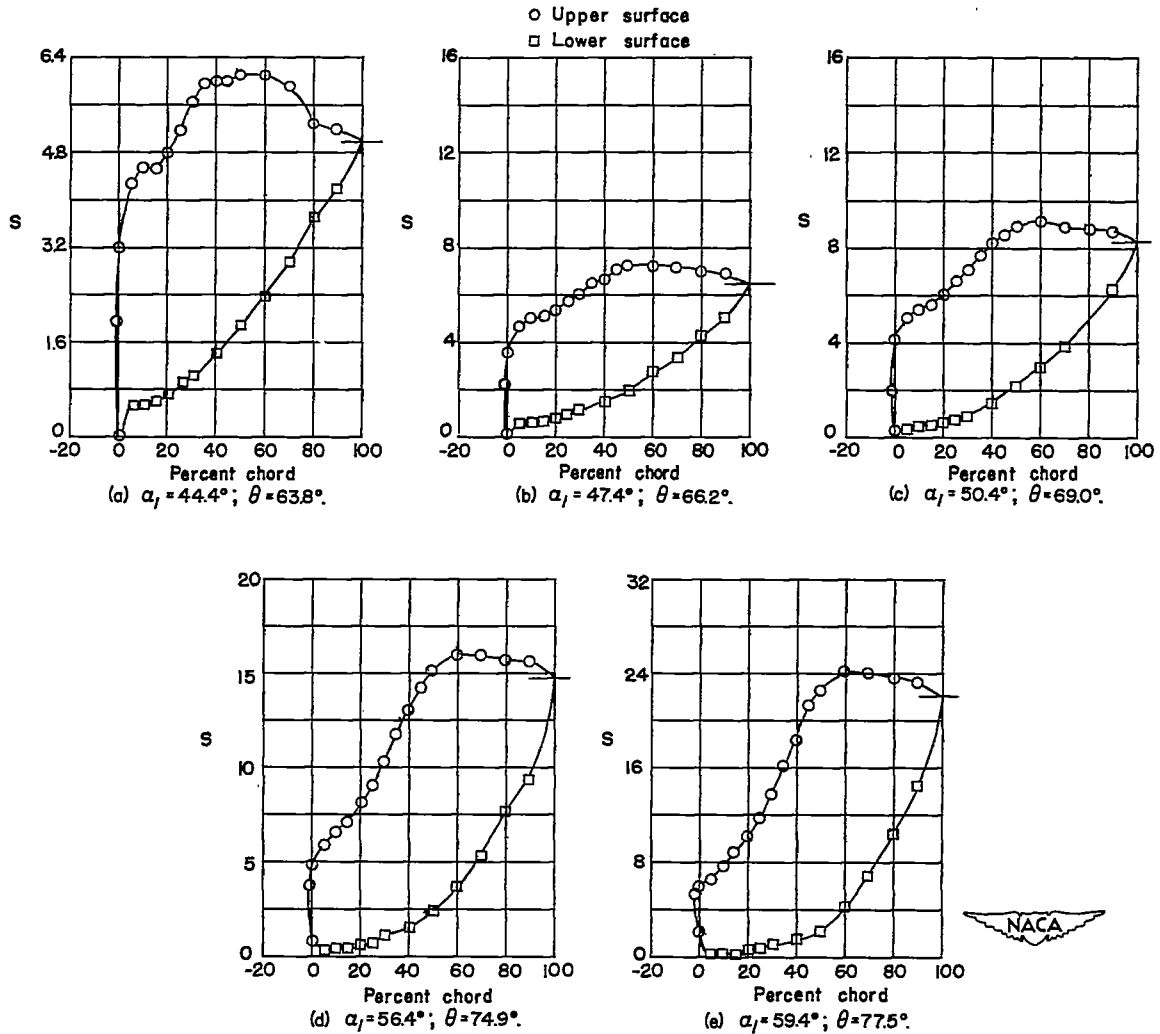 ○ Upper surface
□ Lower surface
6.4
4.8
S
3.2
1.6
0
-20 0 20 40 60 80 100
Percent chord
(a) α₁=44.4°; θ=63.8°.
16
12
S
8
4
0
-20 0 20 40 60 80 100
Percent chord
(b) α₁=47.4°; θ=66.2°.
16
12
S
8
4
0
-20 0 20 40 60 80 100
Percent chord
(c) α₁=50.4°; θ=69.0°.
20
15
S
10
5
0
-20 0 20 40 60 80 100
Percent chord
(d) α₁=56.4°; θ=74.9°.
32
24
S
16
8
0
-20 0 20 40 60 80 100
Percent chord
(e) α₁=59.4°; θ=77.5°.
NACA